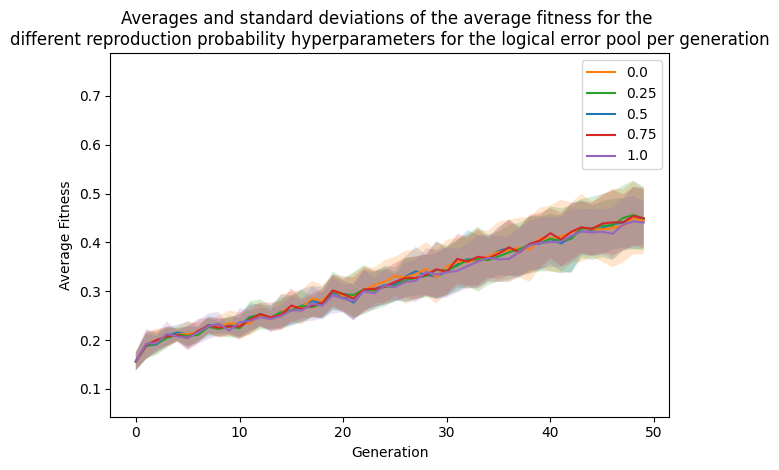 Averages and standard deviations of the average fitness for the
different reproduction probability hyperparameters for the logical error pool per generation
0.0
0.25
0.5
0.75
1.0
Average Fitness
0.7
0.6
0.5
0.4
0.3
0.2
0.1
0 10 20 30 40 50
Generation